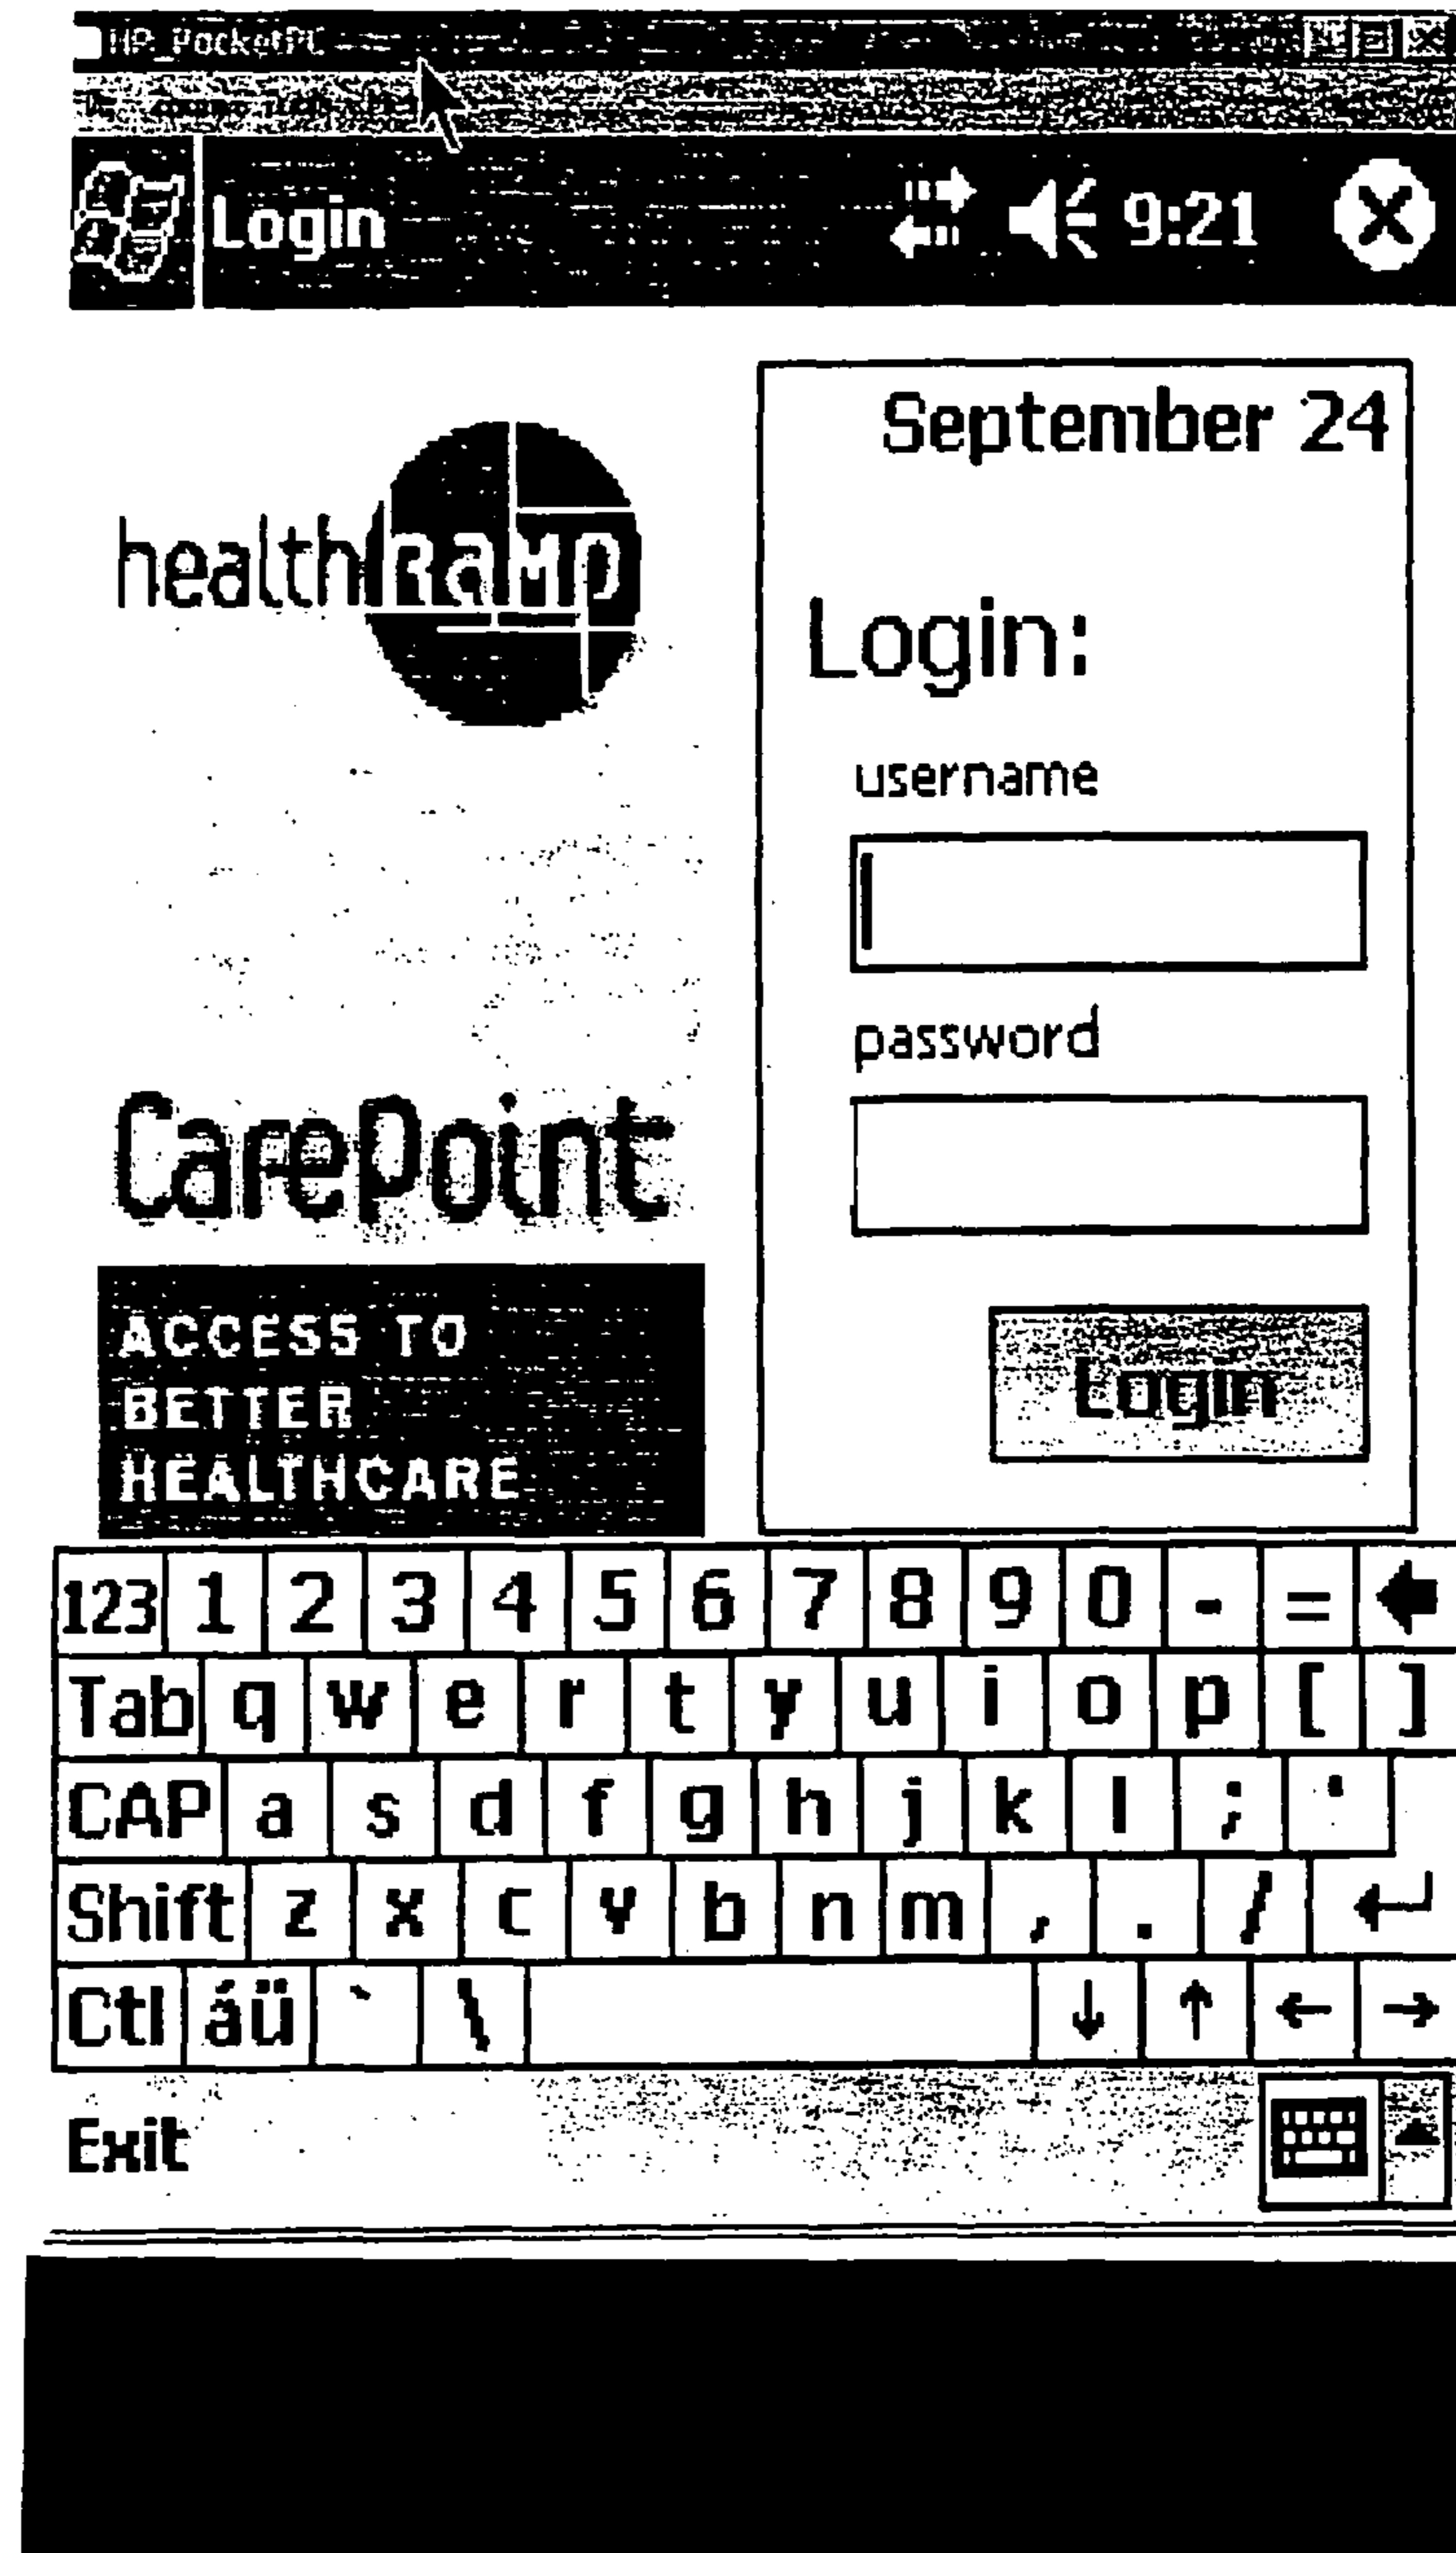 HP_PocketPC
Login
9:21
September 24
healthRAMP
Login:
username
password
CarePoint
ACCESS TO
BETTER
HEALTHCARE
Login
123 1 2 3 4 5 6 7 8 9 0 - =
Tab q w e r t y u i o p [ ]
CAP a s d f g h j k l ; '
Shift z x c v b n m , . /
Ctl áü ` \ ↓ ↑ ← →
Exit